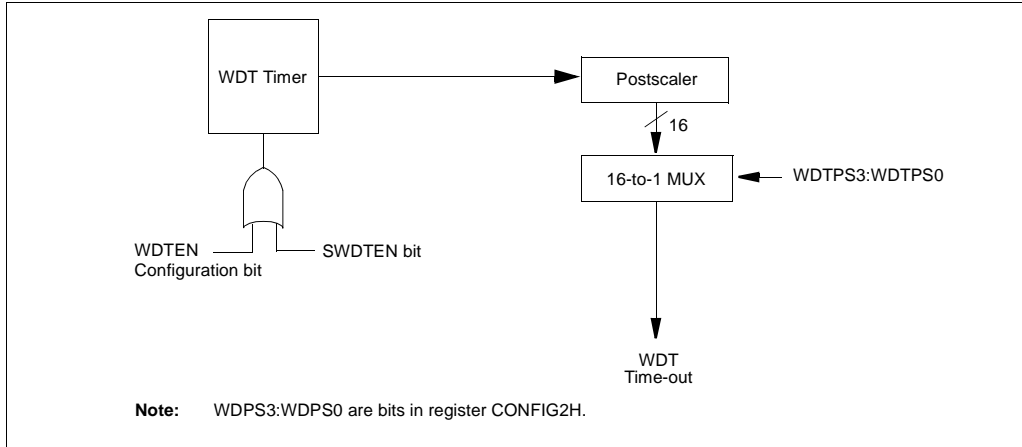 WDT Timer
Postscaler
16
16-to-1 MUX
WDTPS3:WDTPS0
WDTEN
Configuration bit
SWDTEN bit
WDT
Time-out
Note: WDPS3:WDPS0 are bits in register CONFIG2H.